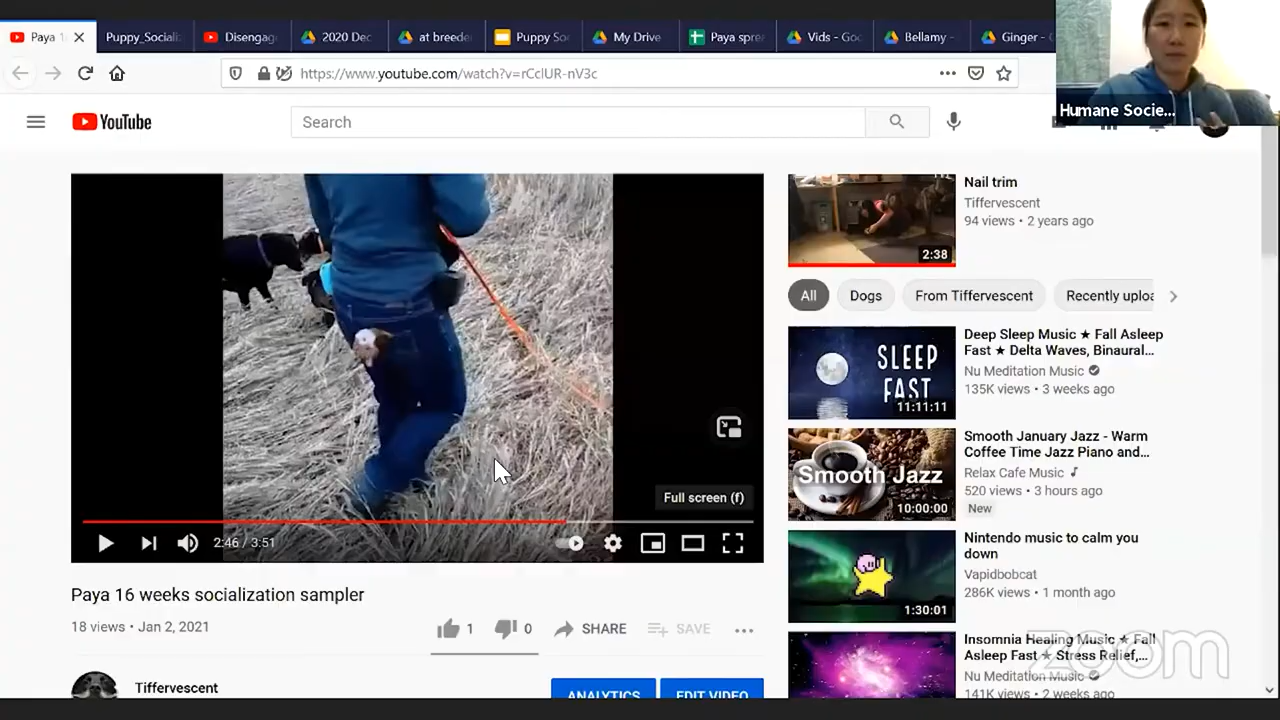 Paya 1
Puppy_Sociali
Disengag
2020 Dec
at breede
Puppy So
My Drive
Paya spre
Vids - Goo
Bellamy -
Ginger -
https://www.youtube.com/watch?v=rCclUR-nV3c
Humane Socie...
YouTube
Search
Nail trim
Tiffervescent
94 views • 2 years ago
2:38
All
Dogs
From Tiffervescent
Recently uploa
Deep Sleep Music ★ Fall Asleep
Fast ★ Delta Waves, Binaural...
Nu Meditation Music
135K views • 3 weeks ago
SLEEP
FAST
11:11:11
Smooth January Jazz - Warm
Coffee Time Jazz Piano and...
Relax Cafe Music
520 views • 3 hours ago
New
Smooth Jazz
10:00:00
Full screen (f)
2:46 / 3:51
Nintendo music to calm you
down
Vapidbobcat
286K views • 1 month ago
1:30:01
Paya 16 weeks socialization sampler
18 views • Jan 2, 2021
1
0
SHARE
SAVE
Insomnia Healing Music ★ Fall
Asleep Fast ★ Stress Relief,...
Nu Meditation Music
141K views • 2 weeks ago
zoom
Tiffervescent
ANALYTICS
EDIT VIDEO